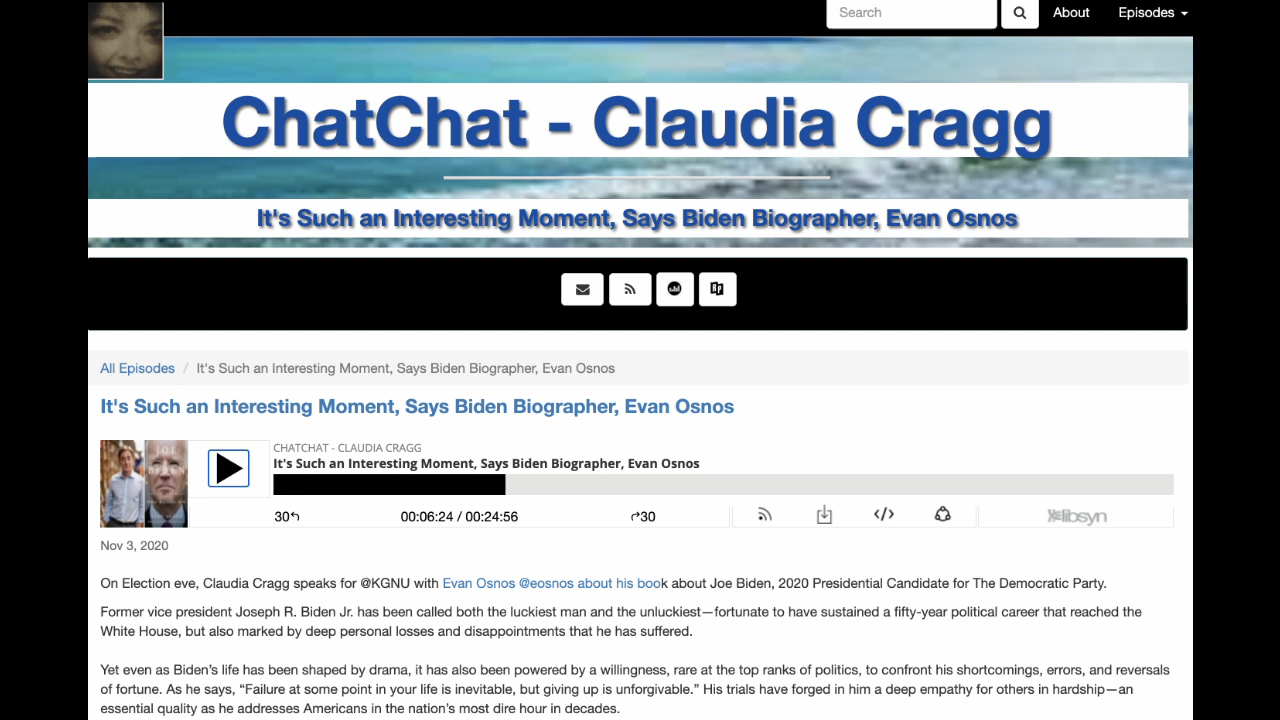 Search
About
Episodes
ChatChat - Claudia Cragg
It's Such an Interesting Moment, Says Biden Biographer, Evan Osnos
All Episodes / It's Such an Interesting Moment, Says Biden Biographer, Evan Osnos
It's Such an Interesting Moment, Says Biden Biographer, Evan Osnos
JOE
CHATCHAT - CLAUDIA CRAGG
It's Such an Interesting Moment, Says Biden Biographer, Evan Osnos
30
00:06:24 / 00:24:56
30
libsyn
Nov 3, 2020
On Election eve, Claudia Cragg speaks for @KGNU with Evan Osnos @eosnos about his book about Joe Biden, 2020 Presidential Candidate for The Democratic Party.
Former vice president Joseph R. Biden Jr. has been called both the luckiest man and the unluckiest—fortunate to have sustained a fifty-year political career that reached the
White House, but also marked by deep personal losses and disappointments that he has suffered.
Yet even as Biden’s life has been shaped by drama, it has also been powered by a willingness, rare at the top ranks of politics, to confront his shortcomings, errors, and reversals
of fortune. As he says, “Failure at some point in your life is inevitable, but giving up is unforgivable.” His trials have forged in him a deep empathy for others in hardship—an
essential quality as he addresses Americans in the nation’s most dire hour in decades.